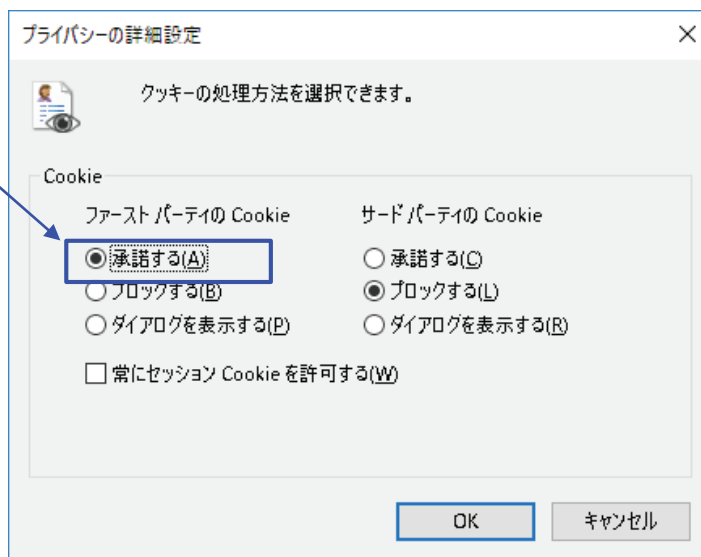 プライバシーの詳細設定
クッキーの処理方法を選択できます。
Cookie
ファースト パーティの Cookie
サード パーティの Cookie
承諾する(A)
承諾する(C)
ブロックする(B)
ブロックする(L)
ダイアログを表示する(P)
ダイアログを表示する(R)
常にセッション Cookie を許可する(W)
OK
キャンセル